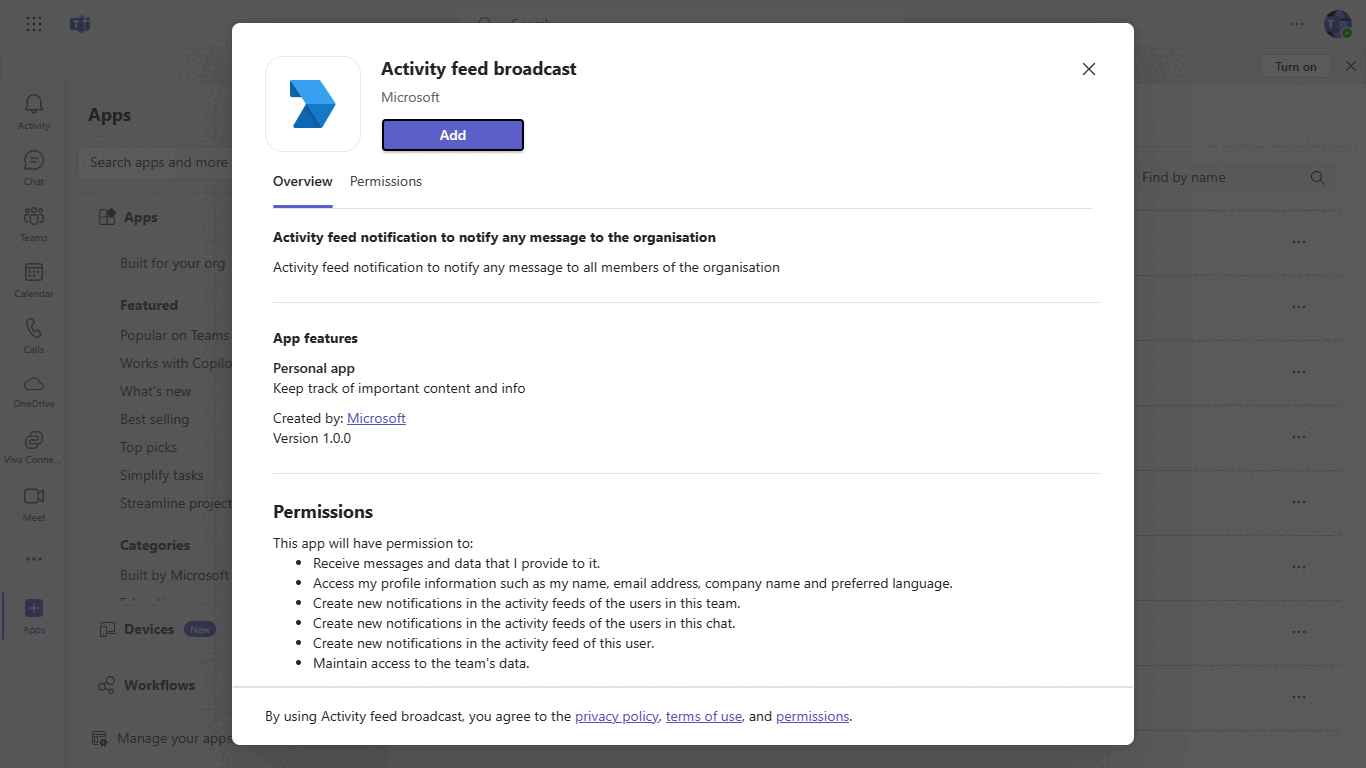 Search
Turn on
Activity
Chat
Teams
Calendar
Calls
OneDrive
Viva Conne...
Meet
Apps
Apps
Search apps and more
Apps
Built for your org
Featured
Popular on Teams
Works with Copilo
What's new
Best selling
Top picks
Simplify tasks
Streamline project
Categories
Built by Microsoft
Devices New
Workflows
Manage your apps
Find by name
Activity feed broadcast
Microsoft
Add
Overview Permissions
Activity feed notification to notify any message to the organisation
Activity feed notification to notify any message to all members of the organisation
App features
Personal app
Keep track of important content and info
Created by: Microsoft
Version 1.0.0
Permissions
This app will have permission to:
• Receive messages and data that I provide to it.
• Access my profile information such as my name, email address, company name and preferred language.
• Create new notifications in the activity feeds of the users in this team.
• Create new notifications in the activity feeds of the users in this chat.
• Create new notifications in the activity feed of this user.
• Maintain access to the team's data.
By using Activity feed broadcast, you agree to the privacy policy, terms of use, and permissions.